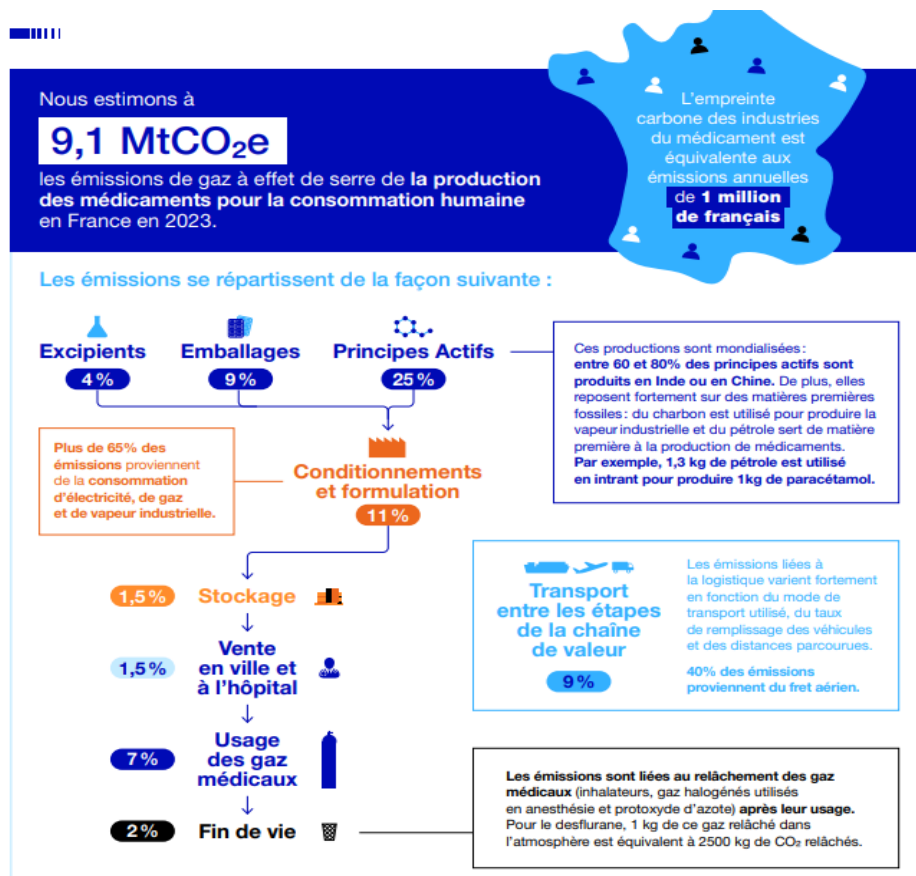 Nous estimons à
9,1 MtCO₂e
les émissions de gaz à effet de serre de la production
des médicaments pour la consommation humaine
en France en 2023.
L'empreinte
carbone des industries
du médicament est
équivalente aux
émissions annuelles
de 1 million
de français
Les émissions se répartissent de la façon suivante :
Excipients
4 %
Emballages
9 %
Principes Actifs
25 %
Ces productions sont mondialisées :
entre 60 et 80% des principes actifs sont
produits en Inde ou en Chine. De plus, elles
reposent fortement sur des matières premières
fossiles : du charbon est utilisé pour produire la
vapeur industrielle et du pétrole sert de matière
première à la production de médicaments.
Par exemple, 1,3 kg de pétrole est utilisé
en intrant pour produire 1kg de paracétamol.
Plus de 65% des
émissions proviennent
de la consommation
d'électricité, de gaz
et de vapeur industrielle.
Conditionnements
et formulation
11 %
1,5 %
Stockage
1,5 %
Vente
en ville et
à l'hôpital
7 %
Usage
des gaz
médicaux
2 %
Fin de vie
Transport
entre les étapes
de la chaîne
de valeur
9 %
Les émissions liées à
la logistique varient fortement
en fonction du mode de
transport utilisé, du taux
de remplissage des véhicules
et des distances parcourues.
40% des émissions
proviennent du fret aérien.
Les émissions sont liées au relâchement des gaz
médicaux (inhalateurs, gaz halogénés utilisés
en anesthésie et protoxyde d'azote) après leur usage.
Pour le desflurane, 1 kg de ce gaz relâché dans
l'atmosphère est équivalent à 2500 kg de CO₂ relâchés.